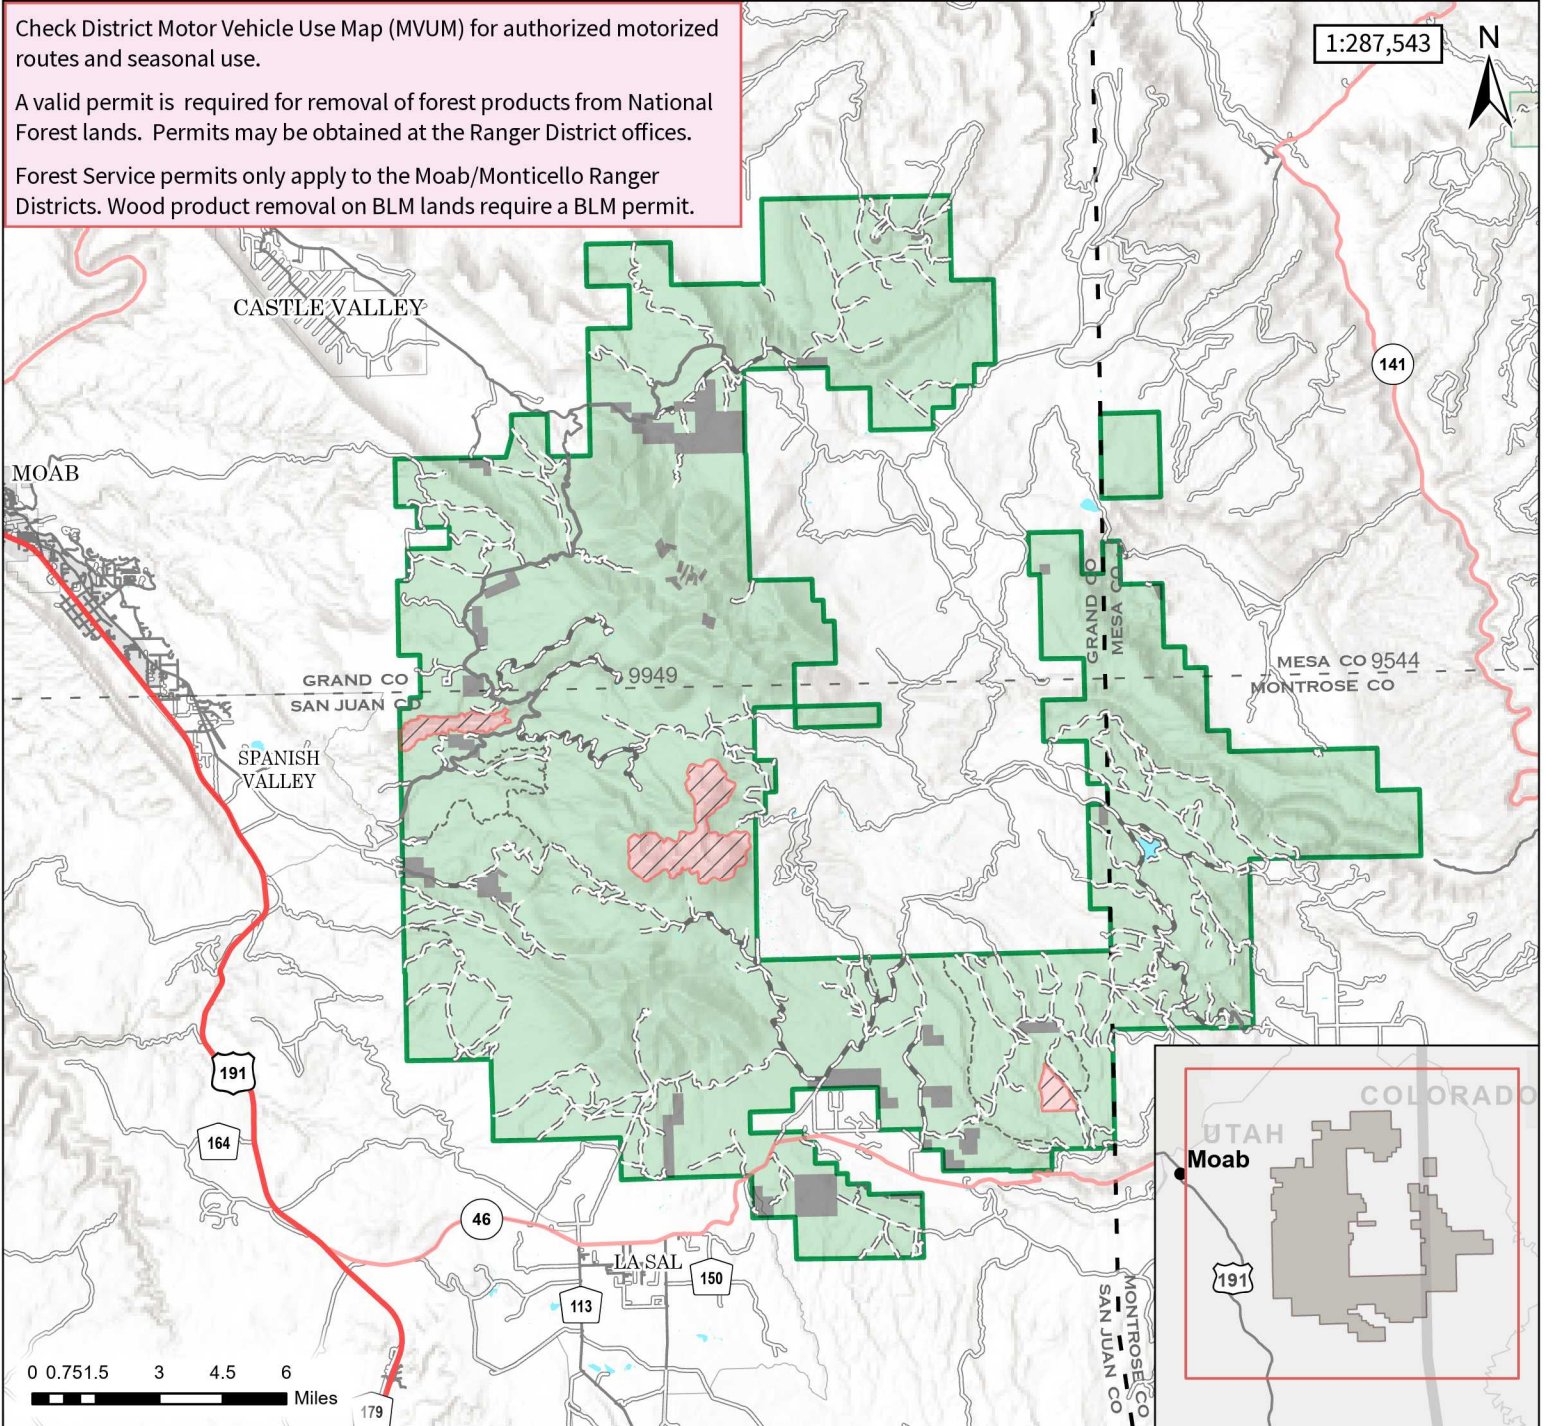 Check District Motor Vehicle Use Map (MVUM) for authorized motorized
routes and seasonal use.
A valid permit is required for removal of forest products from National
Forest lands. Permits may be obtained at the Ranger District offices.
Forest Service permits only apply to the Moab/Monticello Ranger
Districts. Wood product removal on BLM lands require a BLM permit.
1:287,543
N
CASTLE VALLEY
141
MOAB
GRAND CO
MESA CO
GRAND CO
SAN JUAN CO
9949
MESA CO 9544
MONTROSE CO
SPANISH
VALLEY
191
164
46
LA SAL
150
113
179
MONTROSE CO
SAN JUAN CO
COLORADO
UTAH
Moab
191
0 0.75 1.5 3 4.5 6
Miles